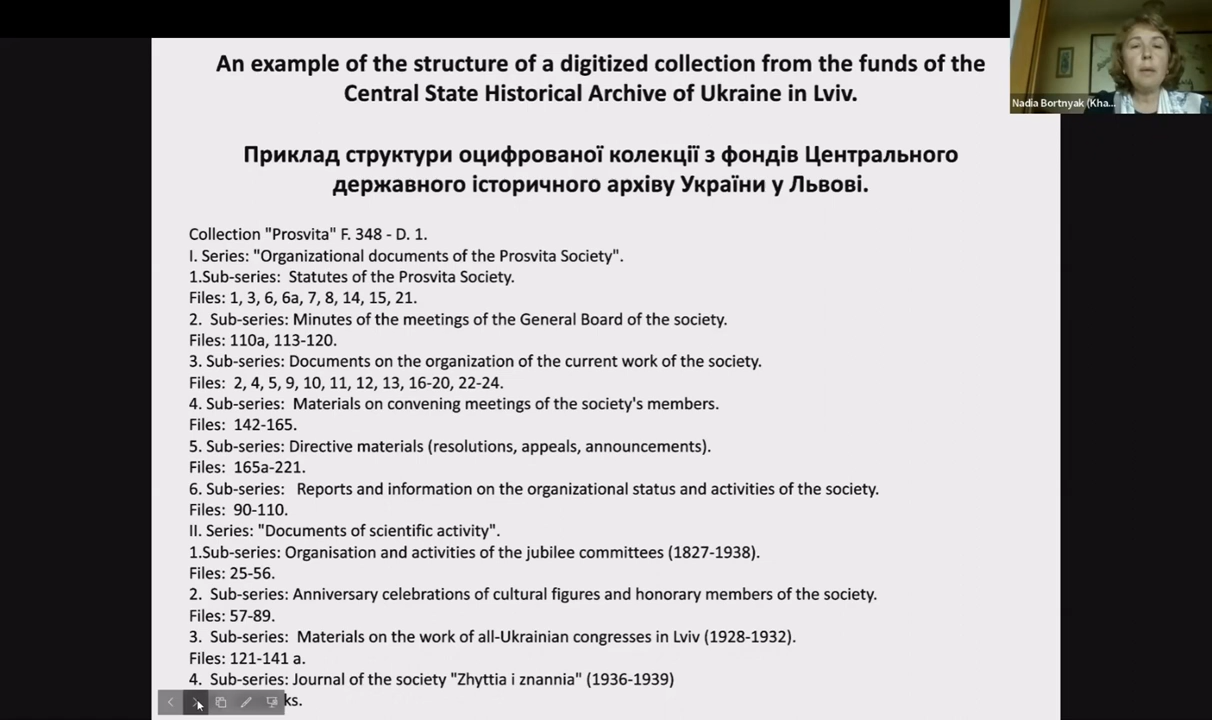 An example of the structure of a digitized collection from the funds of the
Central State Historical Archive of Ukraine in Lviv.
Nadia Bortnyak (Kha...
Приклад структури оцифрованої колекції з фондів Центрального
державного історичного архіву України у Львові.
Collection "Prosvita" F. 348 - D. 1.
I. Series: "Organizational documents of the Prosvita Society".
1.Sub-series:  Statutes of the Prosvita Society.
Files: 1, 3, 6, 6a, 7, 8, 14, 15, 21.
2.  Sub-series: Minutes of the meetings of the General Board of the society.
Files: 110a, 113-120.
3. Sub-series: Documents on the organization of the current work of the society.
Files:  2, 4, 5, 9, 10, 11, 12, 13, 16-20, 22-24.
4. Sub-series:  Materials on convening meetings of the society's members.
Files:  142-165.
5. Sub-series: Directive materials (resolutions, appeals, announcements).
Files:  165a-221.
6. Sub-series:   Reports and information on the organizational status and activities of the society.
Files:  90-110.
II. Series: "Documents of scientific activity".
1.Sub-series: Organisation and activities of the jubilee committees (1827-1938).
Files: 25-56.
2.  Sub-series: Anniversary celebrations of cultural figures and honorary members of the society.
Files: 57-89.
3.  Sub-series:  Materials on the work of all-Ukrainian congresses in Lviv (1928-1932).
Files: 121-141 a.
4.  Sub-series: Journal of the society "Zhyttia i znannia" (1936-1939)
ks.